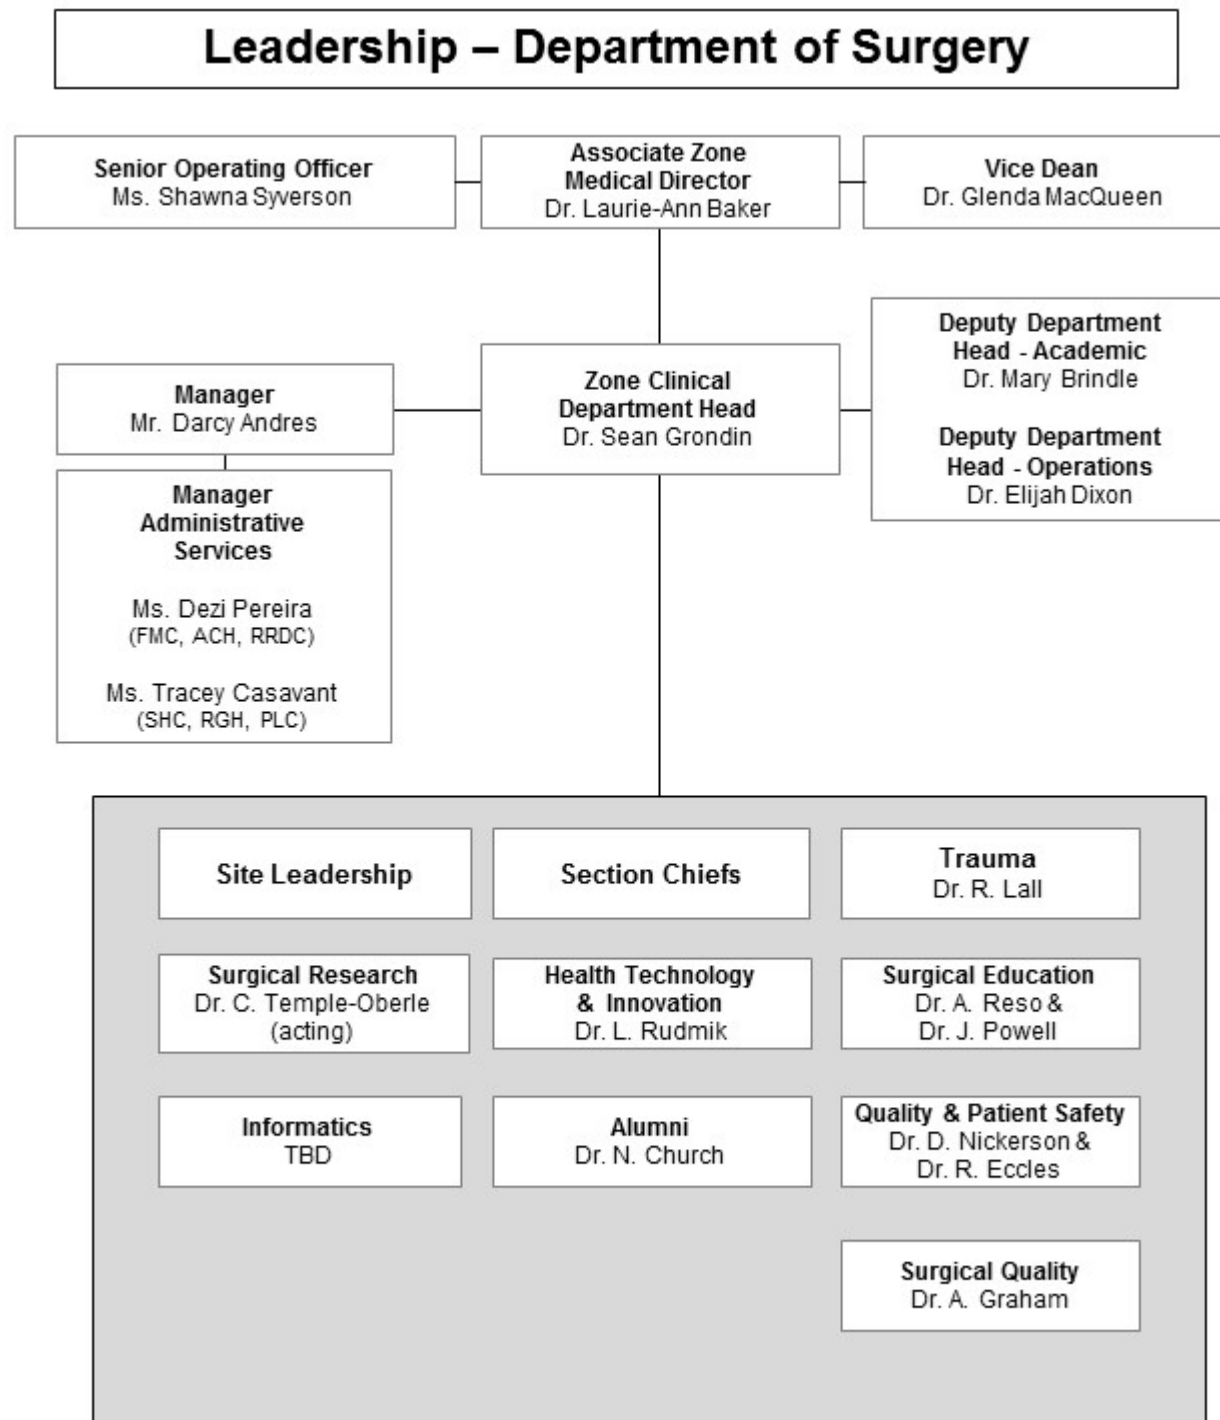 Leadership – Department of Surgery
Senior Operating Officer
Ms. Shawna Syverson
Associate Zone
Medical Director
Dr. Laurie-Ann Baker
Vice Dean
Dr. Glenda MacQueen
Manager
Mr. Darcy Andres
Zone Clinical
Department Head
Dr. Sean Grondin
Deputy Department
Head - Academic
Dr. Mary Brindle
Deputy Department
Head - Operations
Dr. Elijah Dixon
Manager
Administrative
Services
Ms. Dezi Pereira
(FMC, ACH, RRDC)
Ms. Tracey Casavant
(SHC, RGH, PLC)
Site Leadership
Section Chiefs
Trauma
Dr. R. Lall
Surgical Research
Dr. C. Temple-Oberle
(acting)
Health Technology
& Innovation
Dr. L. Rudmik
Surgical Education
Dr. A. Reso &
Dr. J. Powell
Informatics
TBD
Alumni
Dr. N. Church
Quality & Patient Safety
Dr. D. Nickerson &
Dr. R. Eccles
Surgical Quality
Dr. A. Graham